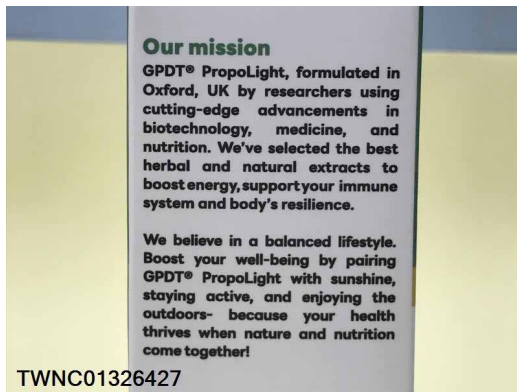 Our mission
GPDT® PropoLight, formulated in
Oxford, UK by researchers using
cutting-edge advancements in
biotechnology, medicine, and
nutrition. We've selected the best
herbal and natural extracts to
boost energy, support your immune
system and body's resilience.
We believe in a balanced lifestyle.
Boost your well-being by pairing
GPDT® PropoLight with sunshine,
staying active, and enjoying the
outdoors- because your health
thrives when nature and nutrition
come together!
TWNC01326427